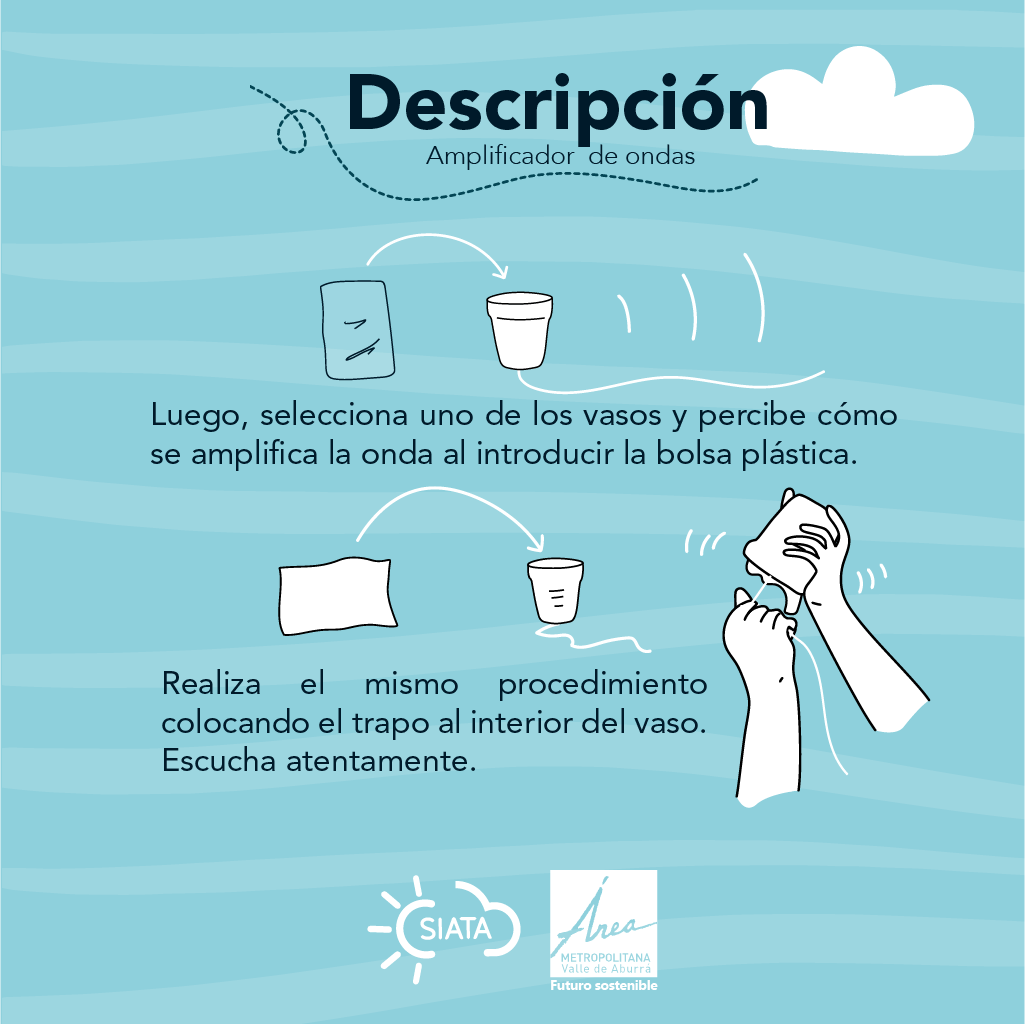 Descripción
Amplificador de ondas
Luego, selecciona uno de los vasos y percibe cómo
se amplifica la onda al introducir la bolsa plástica.
Realiza el mismo procedimiento
colocando el trapo al interior del vaso.
Escucha atentamente.
SIATA
Área
METROPOLITANA
Valle de Aburrá
Futuro sostenible